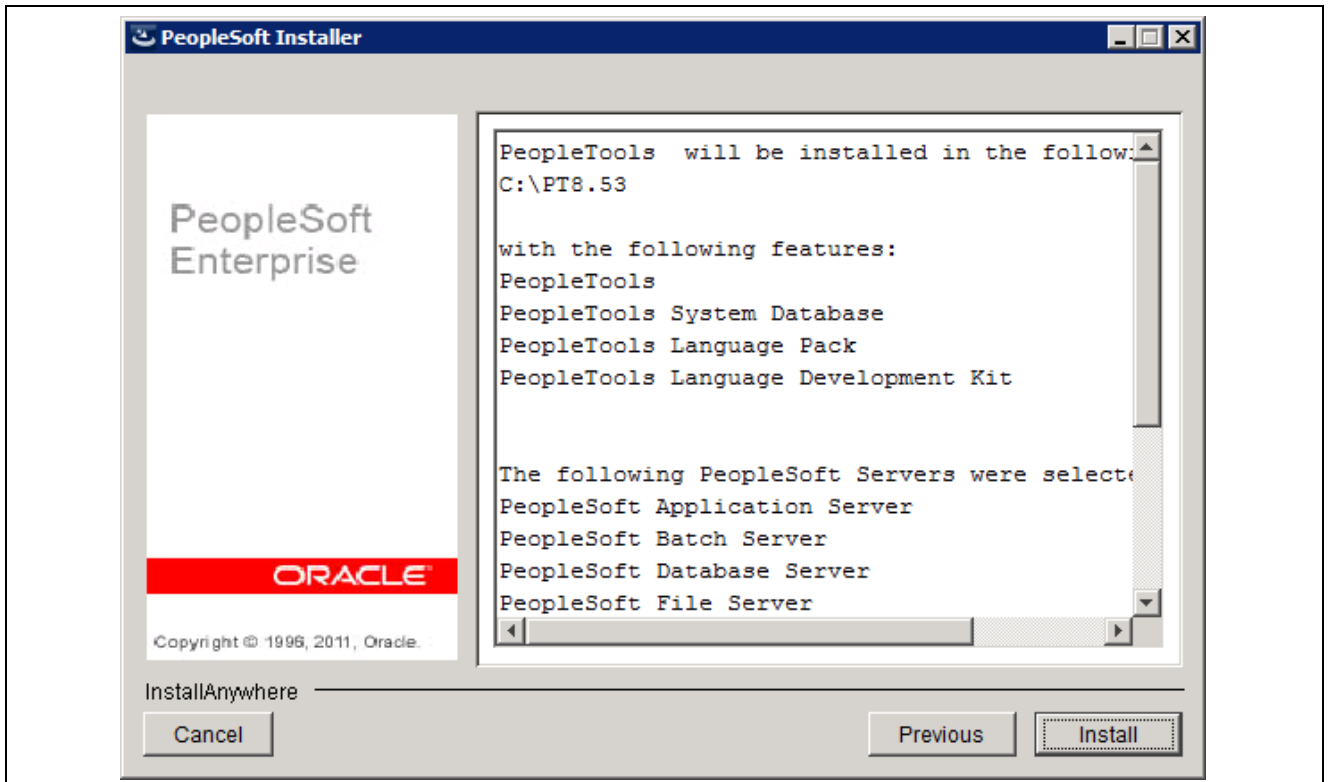 PeopleSoft Installer
PeopleSoft
Enterprise
ORACLE
Copyright © 1996, 2011, Oracle.
PeopleTools  will be installed in the
C:\PT8.53
with the following features:
PeopleTools
PeopleTools System Database
PeopleTools Language Pack
PeopleTools Language Development Kit
The following PeopleSoft Servers were
PeopleSoft Application Server
PeopleSoft Batch Server
PeopleSoft Database Server
PeopleSoft File Server
InstallAnywhere
Cancel
Previous
Install